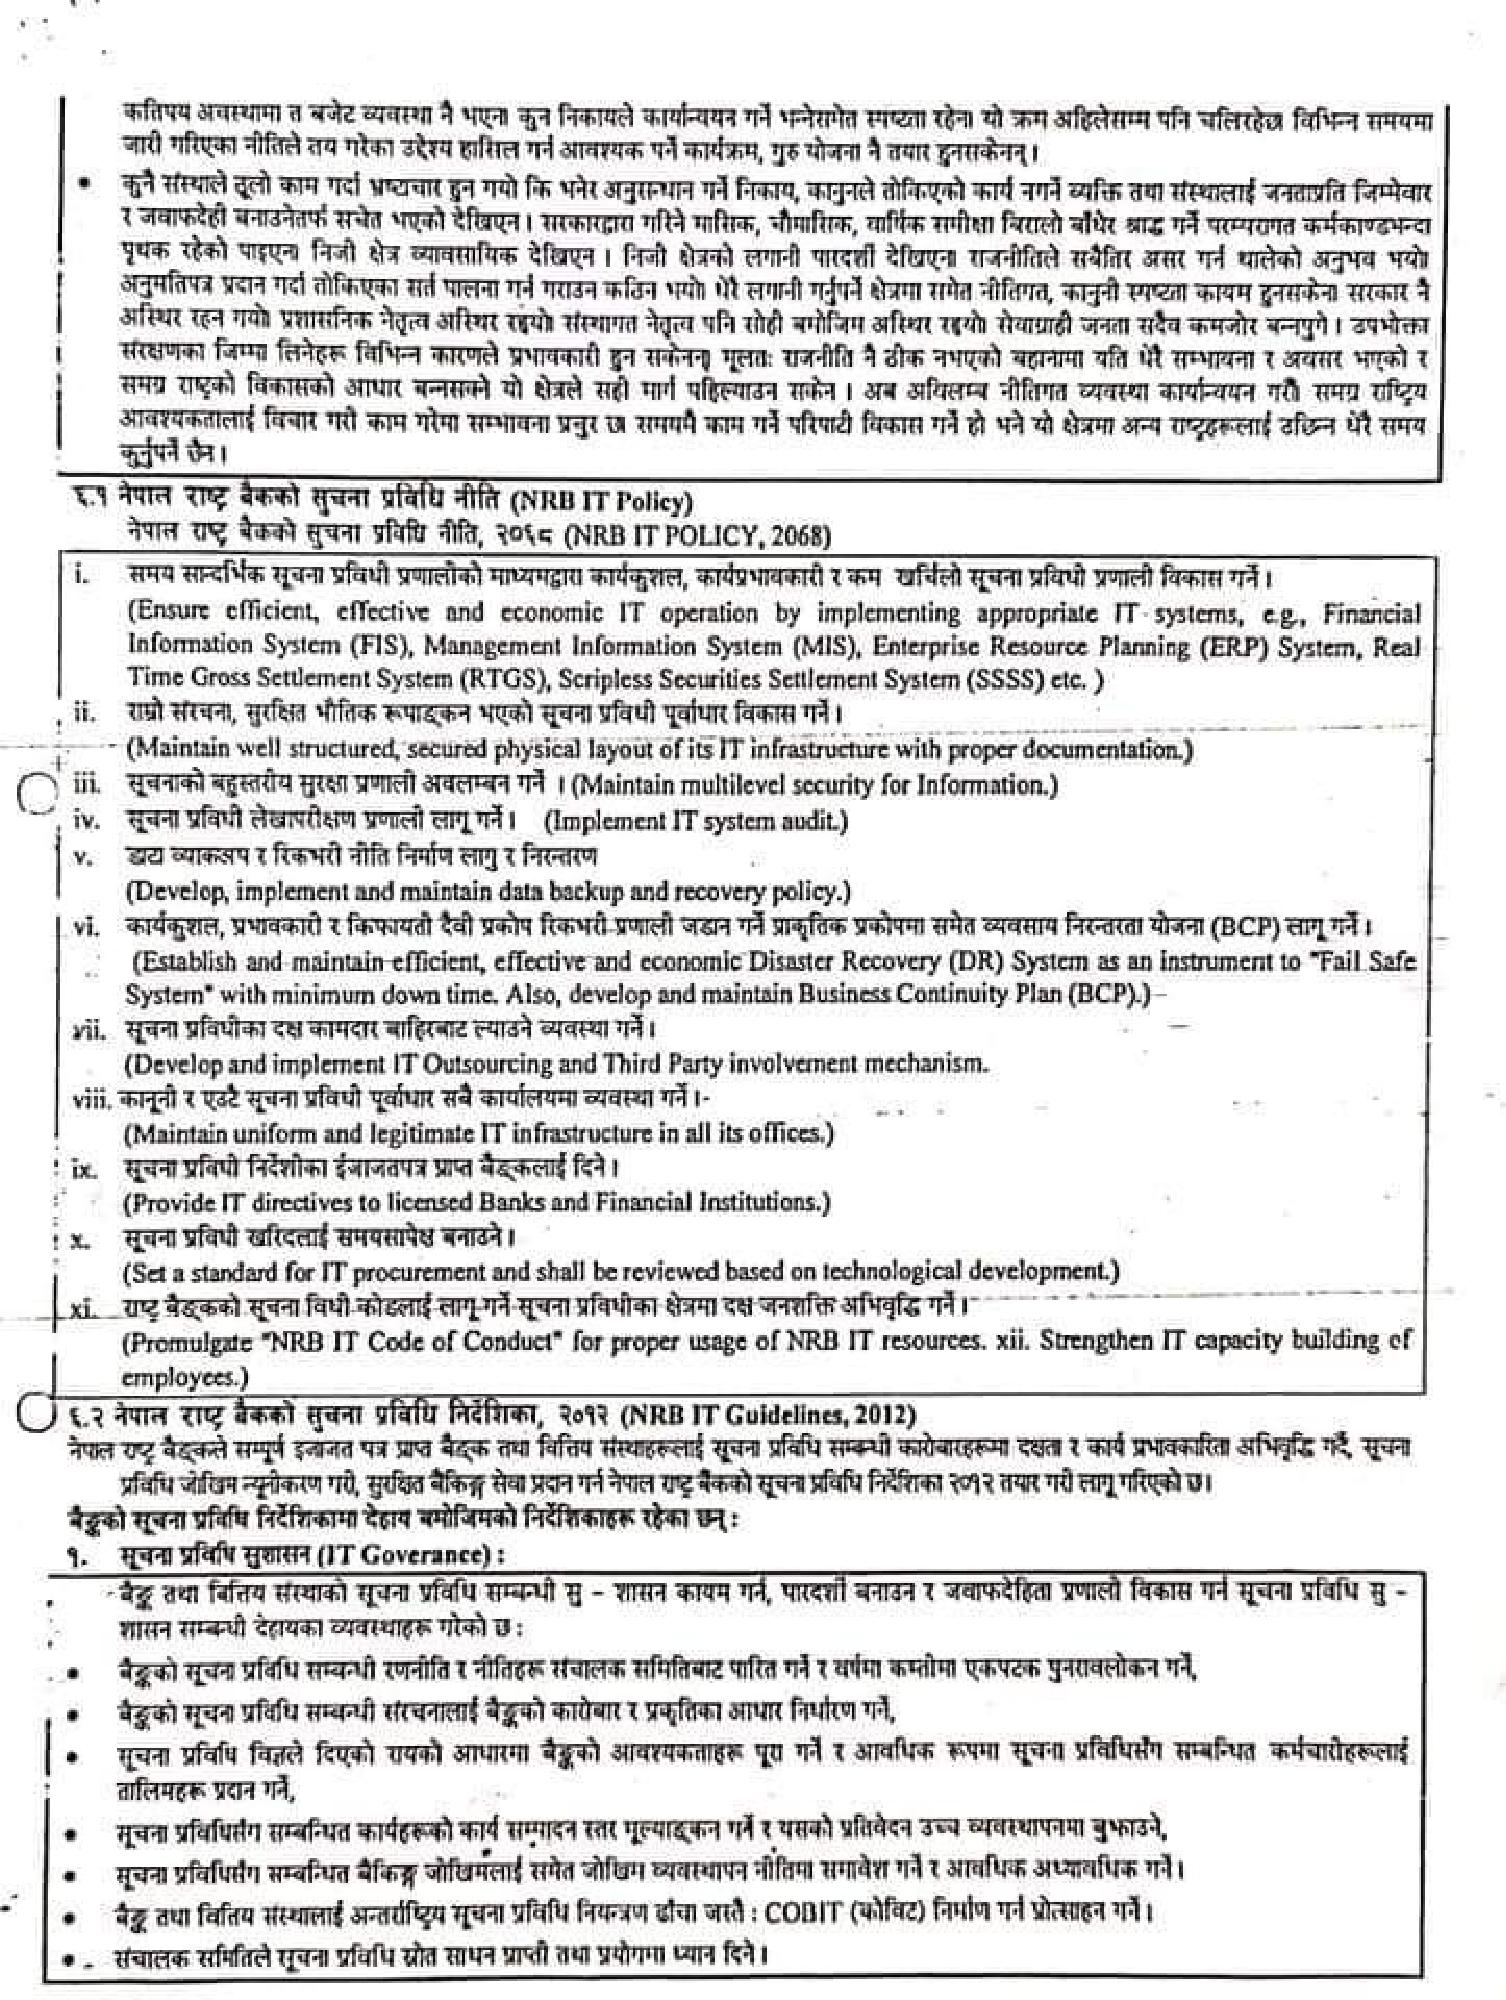 कतिपय अवस्थामा त बजेट व्यवस्था नै भएन। कुन निकायले कार्यान्वयन गर्ने भन्नेसमेत स्पष्टता रहेन। यो क्रम अहिलेसम्म पनि चलिरहेछ। विभिन्न समयमा
जारी गरिएका नीतिले तय गरेका उद्देश्य हासिल गर्न आवश्यक पर्ने कार्यक्रम, गुरु योजना नै तयार हुनसकेनन्।
• कुनै संस्थाले ठूलो काम गर्दा भ्रष्टाचार हुन गयो कि भनेर अनुसन्धान गर्ने निकाय, कानुनले तोकिएको कार्य नगर्ने व्यक्ति तथा संस्थालाई जनताप्रति जिम्मेवार
र जवाफदेही बनाउनेतर्फ सचेत भएको देखिएन। सरकारद्वारा गरिने मासिक, चौमासिक, वार्षिक समीक्षा बिरालो बाँधेर श्राद्ध गर्ने परम्परागत कर्मकाण्डभन्दा
पृथक रहेको पाइएन। निजी क्षेत्र व्यावसायिक देखिएन । निजी क्षेत्रको लगानी पारदर्शी देखिएन। राजनीतिले सबैतिर असर गर्न थालेको अनुभव भयो।
अनुमतिपत्र प्रदान गर्दा तोकिएका सर्त पालना गर्न गराउन कठिन भयो। धेरै लगानी गर्नुपर्ने क्षेत्रमा समेत नीतिगत, कानुनी स्पष्टता कायम हुनसकेन। सरकार नै
अस्थिर रहन गयो। प्रशासनिक नेतृत्व अस्थिर रह्यो। संस्थागत नेतृत्व पनि सोही बमोजिम अस्थिर रह्यो। सेवाग्राही जनता सदैव कमजोर बन्नपुगे । उपभोक्ता
संरक्षणका जिम्मा लिनेहरू विभिन्न कारणले प्रभावकारी हुन सकेनन्। मूलतः राजनीति नै ठीक नभएको बहानामा यति धेरै सम्भावना र अवसर भएको र
समग्र राष्ट्रको विकासको आधार बन्नसक्ने यो क्षेत्रले सही मार्ग पहिल्याउन सकेन । अब अविलम्ब नीतिगत व्यवस्था कार्यान्वयन गरी समग्र राष्ट्रिय
आवश्यकतालाई विचार गरी काम गरेमा सम्भावना प्रचुर छ। समयमै काम गर्ने परिपाटी विकास गर्ने हो भने यो क्षेत्रमा अन्य राष्ट्रहरूलाई उछिन्न धेरै समय
कुर्नुपर्ने छैन।
६.१ नेपाल राष्ट्र बैंकको सुचना प्रविधि नीति (NRB IT Policy)
नेपाल राष्ट्र बैंकको सुचना प्रविधि नीति, २०६८ (NRB IT POLICY, 2068)
i. समय सान्दर्भिक सूचना प्रविधी प्रणालीको माध्यमद्वारा कार्यकुशल, कार्यप्रभावकारी र कम खर्चिलो सूचना प्रविधी प्रणाली विकास गर्ने।
(Ensure efficient, effective and economic IT operation by implementing appropriate IT systems, e.g., Financial
Information System (FIS), Management Information System (MIS), Enterprise Resource Planning (ERP) System, Real
Time Gross Settlement System (RTGS), Scripless Securities Settlement System (SSSS) etc. )
ii. राम्रो संरचना, सुरक्षित भौतिक रूपाङ्कन भएको सूचना प्रविधी पूर्वाधार विकास गर्ने।
(Maintain well structured, secured physical layout of its IT infrastructure with proper documentation.)
iii. सूचनाको बहुस्तरीय सुरक्षा प्रणाली अवलम्बन गर्ने । (Maintain multilevel security for Information.)
iv. सूचना प्रविधी लेखापरीक्षण प्रणाली लागू गर्ने। (Implement IT system audit.)
v. डाटा व्याकअप र रिकभरी नीति निर्माण लागु र निरन्तरण
(Develop, implement and maintain data backup and recovery policy.)
vi. कार्यकुशल, प्रभावकारी र किफायती दैवी प्रकोप रिकभरी प्रणाली जडान गर्ने प्राकृतिक प्रकोपमा समेत व्यवसाय निरन्तरता योजना (BCP) लागू गर्ने।
(Establish and maintain efficient, effective and economic Disaster Recovery (DR) System as an instrument to "Fail Safe
System" with minimum down time. Also, develop and maintain Business Continuity Plan (BCP).)
vii. सूचना प्रविधीका दक्ष कामदार बाहिरबाट ल्याउने व्यवस्था गर्ने।
(Develop and implement IT Outsourcing and Third Party involvement mechanism.
viii. कानूनी र एउटै सूचना प्रविधी पूर्वाधार सबै कार्यालयमा व्यवस्था गर्ने।-
(Maintain uniform and legitimate IT infrastructure in all its offices.)
ix. सूचना प्रविधी निर्देशीका ईजाजतपत्र प्राप्त बैङ्कलाई दिने।
(Provide IT directives to licensed Banks and Financial Institutions.)
x. सूचना प्रविधी खरिदलाई समयसापेक्ष बनाउने।
(Set a standard for IT procurement and shall be reviewed based on technological development.)
xi. राष्ट्र बैङ्कको सूचना विधी कोडलाई लागू गर्ने सूचना प्रविधीका क्षेत्रमा दक्ष जनशक्ति अभिवृद्धि गर्ने।
(Promulgate "NRB IT Code of Conduct" for proper usage of NRB IT resources. xii. Strengthen IT capacity building of
employees.)
६.२ नेपाल राष्ट्र बैंकको सुचना प्रविधि निर्देशिका, २०१२ (NRB IT Guidelines, 2012)
नेपाल राष्ट्र बैङ्कले सम्पूर्ण इजाजत पत्र प्राप्त बैङ्क तथा वित्तिय संस्थाहरूलाई सूचना प्रविधि सम्बन्धी कारोबारहरूमा दक्षता र कार्य प्रभावकारिता अभिवृद्धि गर्दै, सूचना
प्रविधि जोखिम न्यूनीकरण गरी, सुरक्षित बैंकिङ्ग सेवा प्रदान गर्न नेपाल राष्ट्र बैंकको सूचना प्रविधि निर्देशिका २०१२ तयार गरी लागू गरिएको छ।
बैङ्कको सूचना प्रविधि निर्देशिकामा देहाय बमोजिमको निर्देशिकाहरू रहेका छन् :
१. सूचना प्रविधि सुशासन (IT Goverance) :
- बैङ्क तथा बित्तिय संस्थाको सूचना प्रविधि सम्बन्धी सु – शासन कायम गर्न, पारदर्शी बनाउन र जवाफदेहिता प्रणाली विकास गर्न सूचना प्रविधि सु –
शासन सम्बन्धी देहायका व्यवस्थाहरू गरेको छ :
• बैङ्कको सूचना प्रविधि सम्बन्धी रणनीति र नीतिहरू संचालक समितिबाट पारित गर्ने र वर्षमा कम्तीमा एकपटक पुनरावलोकन गर्ने,
• बैङ्कको सूचना प्रविधि सम्बन्धी संरचनालाई बैङ्कको कारोबार र प्रकृतिका आधार निर्धारण गर्ने,
• सूचना प्रविधि विज्ञले दिएको रायको आधारमा बैङ्कको आवश्यकताहरू पूरा गर्ने र आवधिक रूपमा सूचना प्रविधिसँग सम्बन्धित कर्मचारीहरूलाई
तालिमहरू प्रदान गर्ने,
• सूचना प्रविधिसँग सम्बन्धित कार्यहरूको कार्य सम्पादन स्तर मूल्याङ्कन गर्ने र यसको प्रतिवेदन उच्च व्यवस्थापनमा बुझाउने,
• सूचना प्रविधिसँग सम्बन्धित बैंकिङ्ग जोखिमलाई समेत जोखिम व्यवस्थापन नीतिमा समावेश गर्ने र आवधिक अध्यावधिक गर्ने।
• बैङ्क तथा वित्तिय संस्थालाई अन्तर्राष्ट्रिय सूचना प्रविधि नियन्त्रण ढाँचा जस्तै : COBIT (कोविट) निर्माण गर्न प्रोत्साहन गर्ने।
• संचालक समितिले सूचना प्रविधि स्रोत साधन प्राप्ती तथा प्रयोगमा ध्यान दिने।